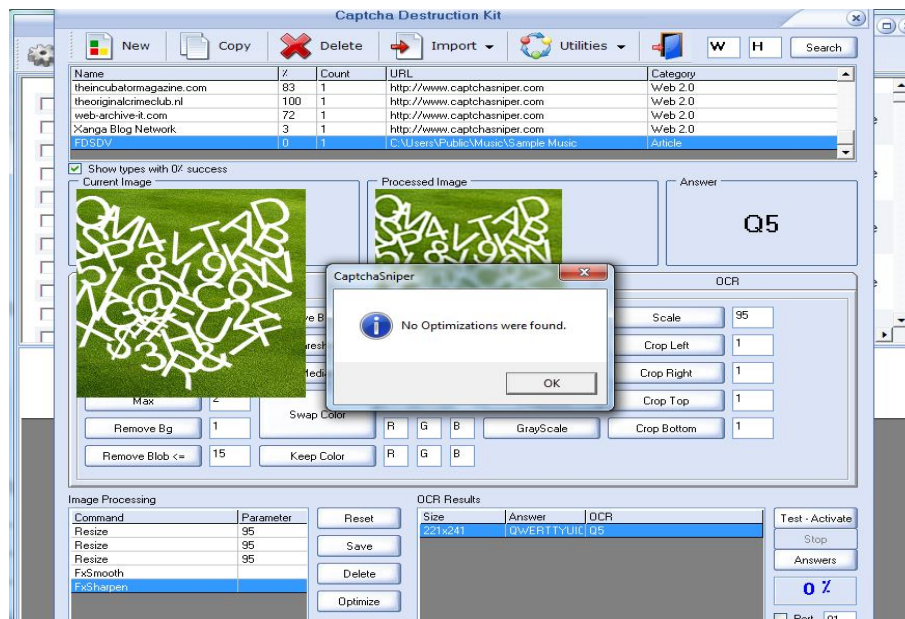 Captcha Destruction Kit
New Copy Delete Import Utilities W H Search
Name % Count URL Category
theincubatormagazine.com 83 1 http://www.captchasniper.com Web 2.0
theoriginalcrimeclub.nl 100 1 http://www.captchasniper.com Web 2.0
web-archive-it.com 72 1 http://www.captchasniper.com Web 2.0
Xanga Blog Network 3 1 http://www.captchasniper.com Web 2.0
FDSDV 0 1 C:\Users\Public\Music\Sample Music Article
Show types with 0% success
Current Image Processed Image Answer
Q5
CaptchaSniper
No Optimizations were found.
OK
OCR
Scale 95
Crop Left 1
Crop Right 1
Max 2 Swap Color Crop Top 1
Remove Bg 1 R G B GrayScale Crop Bottom 1
Remove Blob <= 15 Keep Color R G B
Image Processing OCR Results
Command Parameter Reset Size Answer OCR Test - Activate
Resize 95 221x241 QWERTTYUIC Q5
Resize 95 Save Stop
Resize 95 Answers
FxSmooth Delete
FxSharpen 0 %
Optimize
Port 01